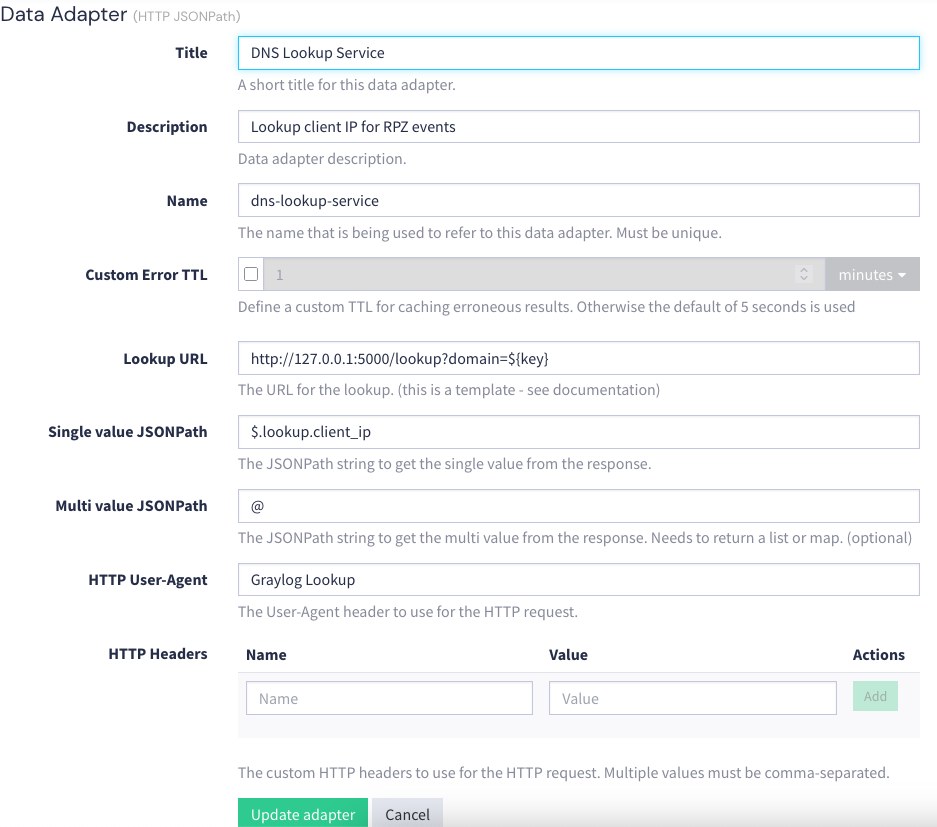 Data Adapter (HTTP JSONPath)
Title DNS Lookup Service
A short title for this data adapter.
Description Lookup client IP for RPZ events
Data adapter description.
Name dns-lookup-service
The name that is being used to refer to this data adapter. Must be unique.
Custom Error TTL 1 minutes
Define a custom TTL for caching erroneous results. Otherwise the default of 5 seconds is used
Lookup URL http://127.0.0.1:5000/lookup?domain=${key}
The URL for the lookup. (this is a template - see documentation)
Single value JSONPath $.lookup.client_ip
The JSONPath string to get the single value from the response.
Multi value JSONPath @
The JSONPath string to get the multi value from the response. Needs to return a list or map. (optional)
HTTP User-Agent Graylog Lookup
The User-Agent header to use for the HTTP request.
HTTP Headers Name Value Actions
Name Value Add
The custom HTTP headers to use for the HTTP request. Multiple values must be comma-separated.
Update adapter Cancel